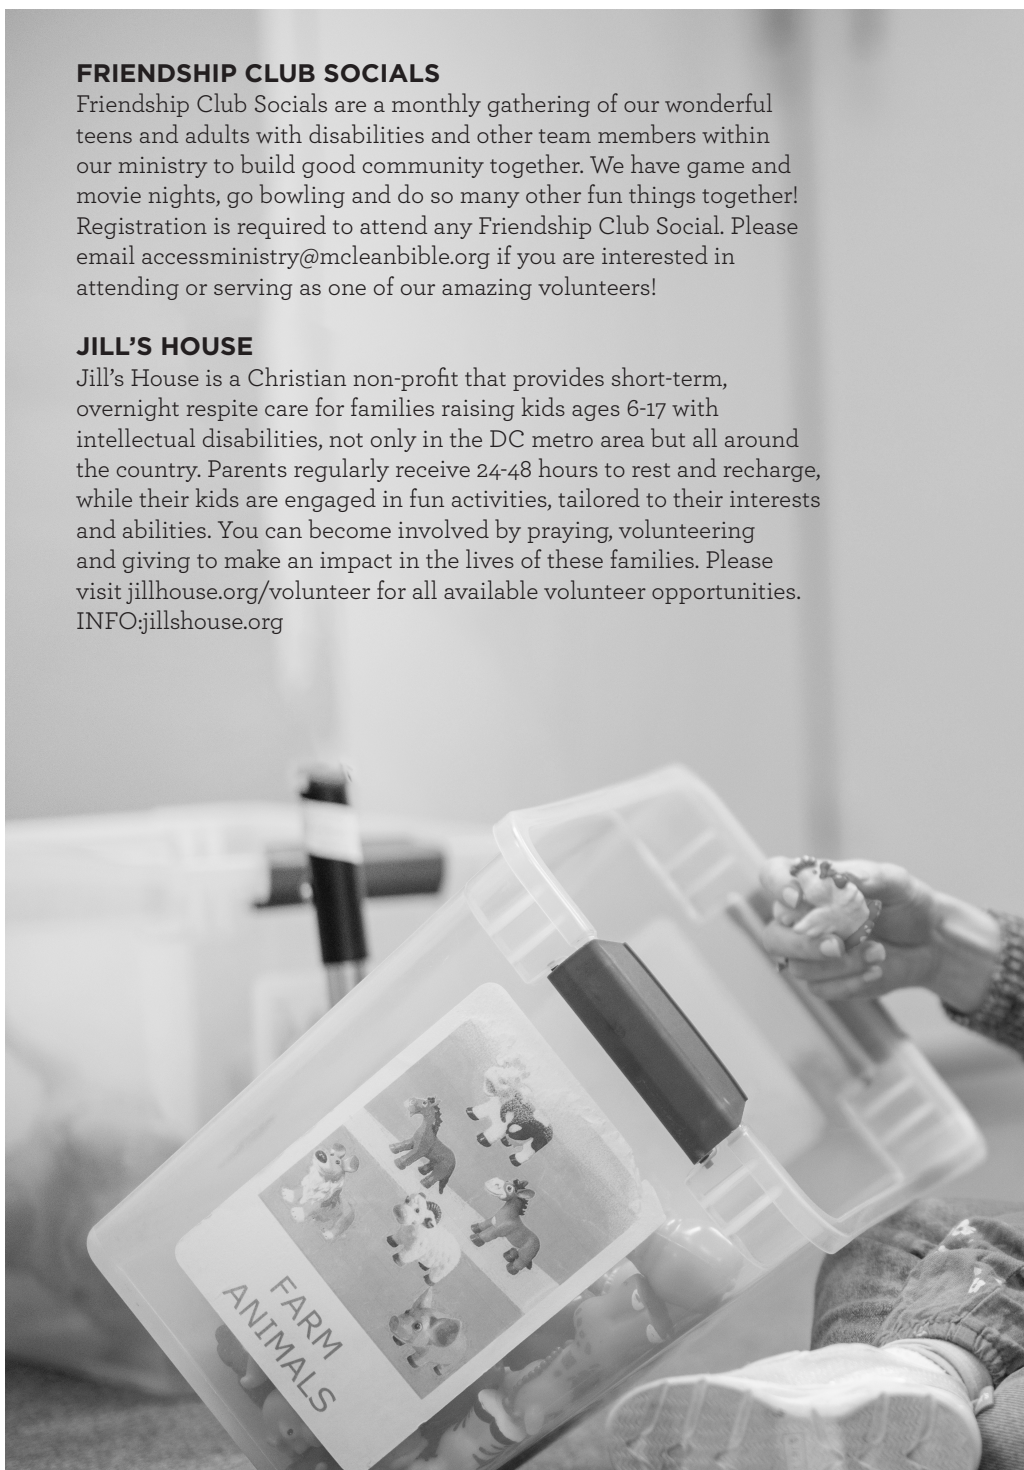 FRIENDSHIP CLUB SOCIALS
Friendship Club Socials are a monthly gathering of our wonderful
teens and adults with disabilities and other team members within
our ministry to build good community together. We have game and
movie nights, go bowling and do so many other fun things together!
Registration is required to attend any Friendship Club Social. Please
email accessministry@mcleanbible.org if you are interested in
attending or serving as one of our amazing volunteers!
JILL’S HOUSE
Jill’s House is a Christian non-profit that provides short-term,
overnight respite care for families raising kids ages 6-17 with
intellectual disabilities, not only in the DC metro area but all around
the country. Parents regularly receive 24-48 hours to rest and recharge,
while their kids are engaged in fun activities, tailored to their interests
and abilities. You can become involved by praying, volunteering
and giving to make an impact in the lives of these families. Please
visit jillhouse.org/volunteer for all available volunteer opportunities.
INFO:jillshouse.org
FARM
ANIMALS